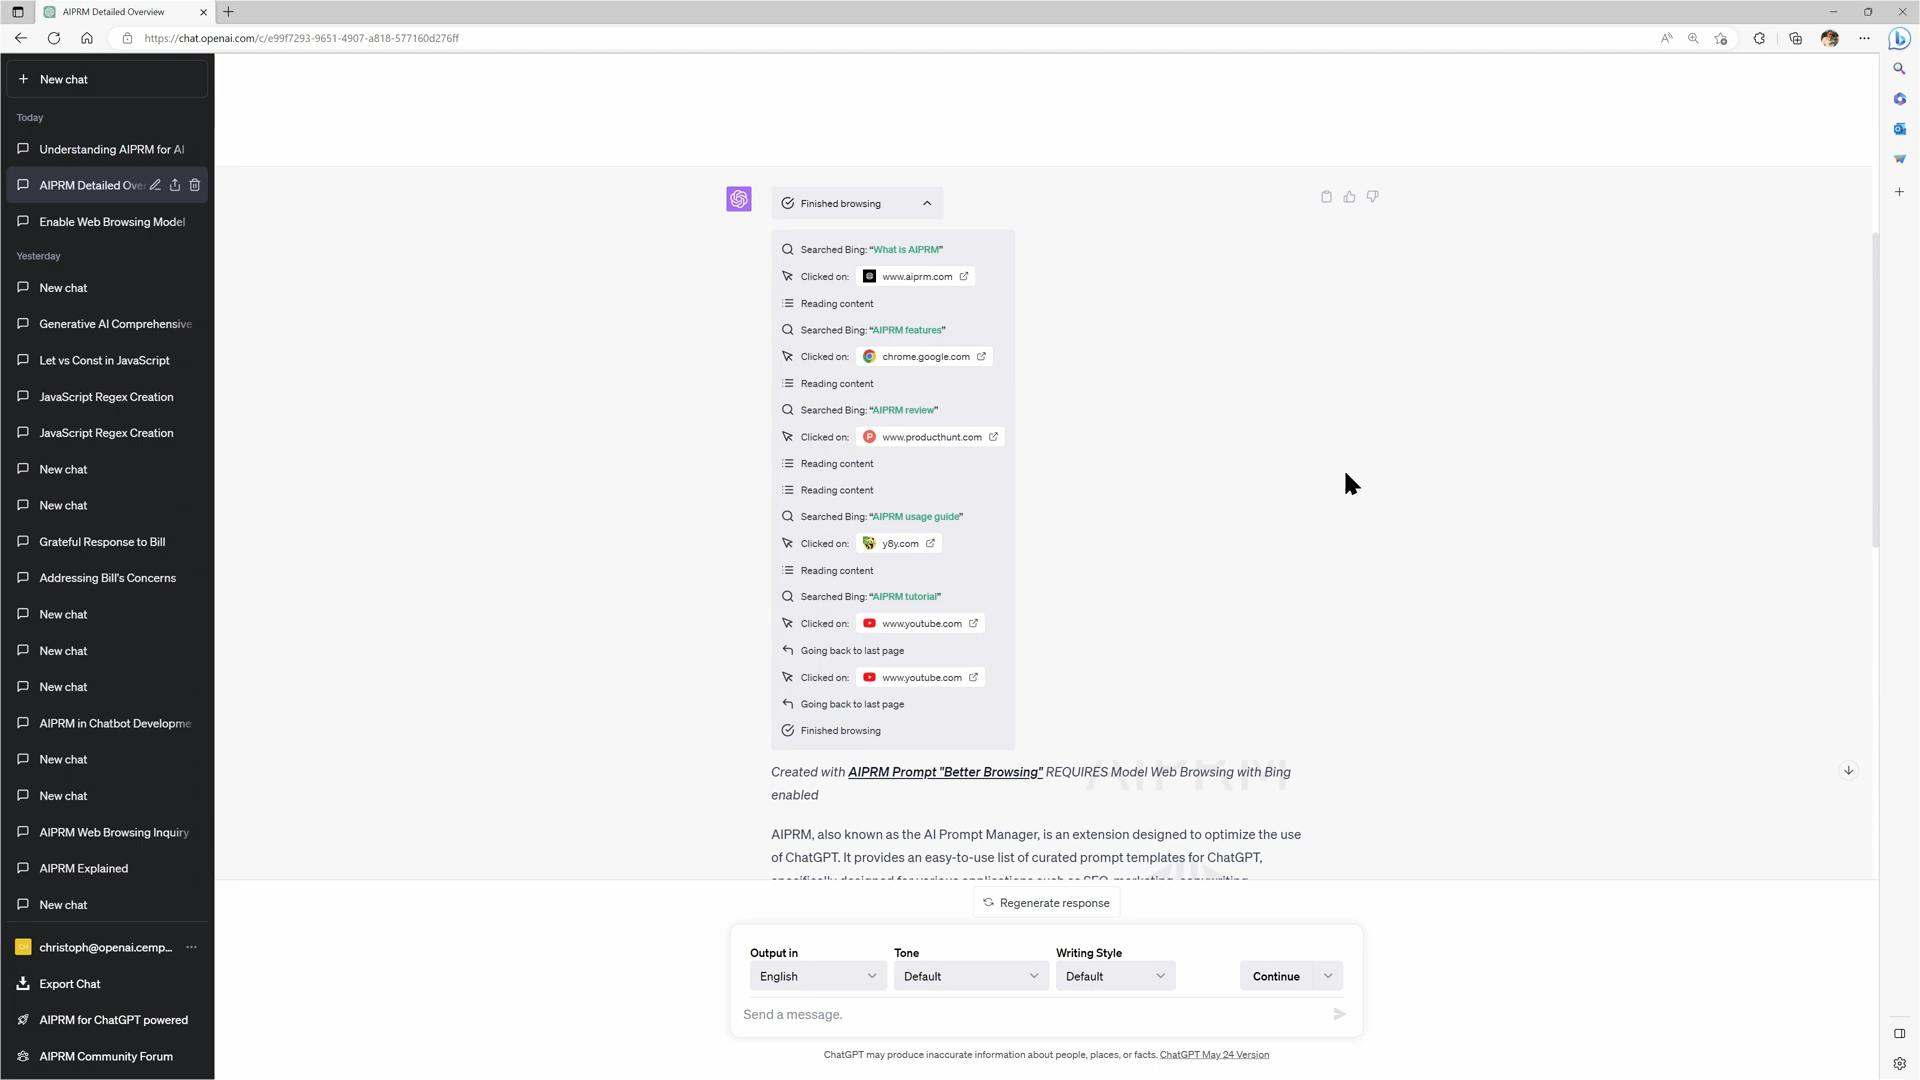 AIPRM Detailed Overview
https://chat.openai.com/c/e99f7293-9651-4907-a818-577160d276ff
New chat
Today
Understanding AIPRM for AI
AIPRM Detailed Ove
Enable Web Browsing Model
Yesterday
New chat
Generative AI Comprehensive
Let vs Const in JavaScript
JavaScript Regex Creation
JavaScript Regex Creation
New chat
New chat
Grateful Response to Bill
Addressing Bill's Concerns
New chat
New chat
New chat
AIPRM in Chatbot Developme
New chat
New chat
AIPRM Web Browsing Inquiry
AIPRM Explained
New chat
christoph@openai.cemp...
Export Chat
AIPRM for ChatGPT powered
AIPRM Community Forum
Finished browsing
Searched Bing: “What is AIPRM”
Clicked on: www.aiprm.com
Reading content
Searched Bing: “AIPRM features”
Clicked on: chrome.google.com
Reading content
Searched Bing: “AIPRM review”
Clicked on: www.producthunt.com
Reading content
Reading content
Searched Bing: “AIPRM usage guide”
Clicked on: y8y.com
Reading content
Searched Bing: “AIPRM tutorial”
Clicked on: www.youtube.com
Going back to last page
Clicked on: www.youtube.com
Going back to last page
Finished browsing
Created with AIPRM Prompt "Better Browsing" REQUIRES Model Web Browsing with Bing
enabled
AIPRM, also known as the AI Prompt Manager, is an extension designed to optimize the use
of ChatGPT. It provides an easy-to-use list of curated prompt templates for ChatGPT,
specifically designed for various applications such as SEO, marketing, copywriting,
Regenerate response
Output in
Tone
Writing Style
English
Default
Default
Continue
Send a message.
ChatGPT may produce inaccurate information about people, places, or facts. ChatGPT May 24 Version